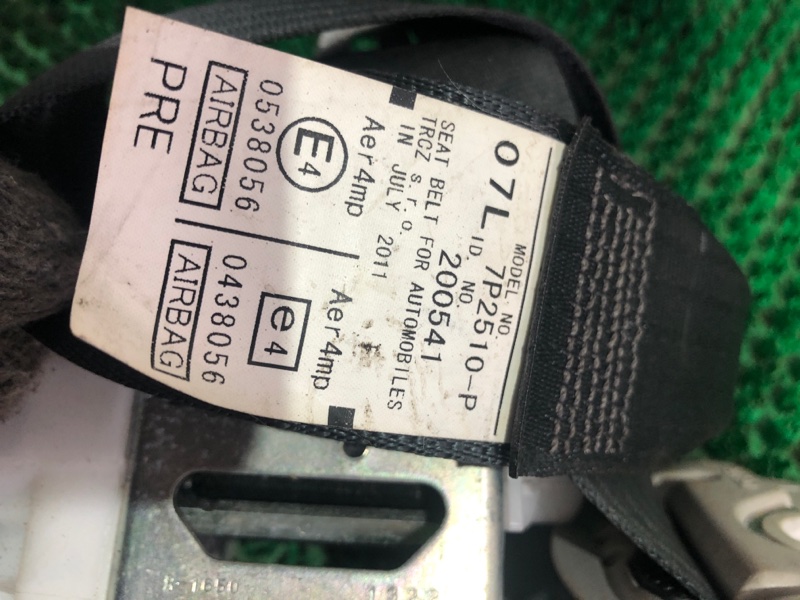 MODEL NO.
07L 7P2510-P
ID. NO.
200541
SEAT BELT FOR AUTOMOBILES
TRCZ s.r.o.
IN JULY 2011
Aer4mp
E4
0538056
AIRBAG
Aer4mp
e4
0438056
AIRBAG
PRE